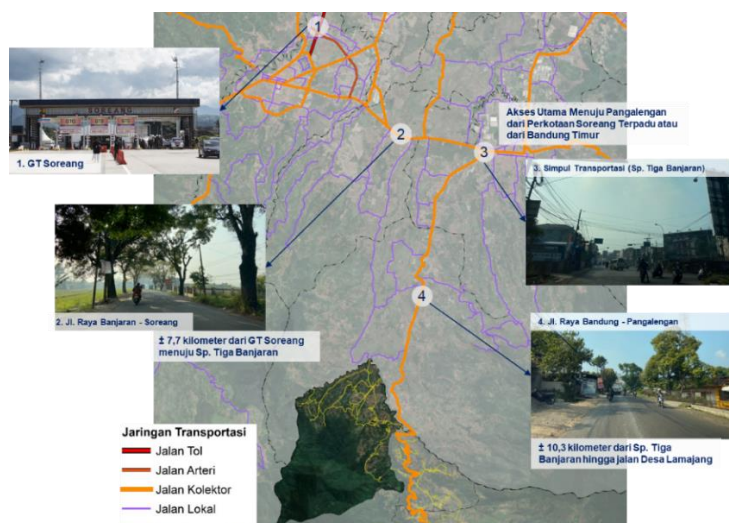 1
SOREANG
1. GT Soreang
2
Akses Utama Menuju Pangalengan
dari Perkotaan Soreang Terpadu atau
dari Bandung Timur
3
3. Simpul Transportasi (Sp. Tiga Banjaran)
2. Jl. Raya Banjaran - Soreang
± 7,7 kilometer dari GT Soreang
menuju Sp. Tiga Banjaran
4
4. Jl. Raya Bandung - Pangalengan
± 10,3 kilometer dari Sp. Tiga
Banjaran hingga jalan Desa Lamajang
Jaringan Transportasi
Jalan Tol
Jalan Arteri
Jalan Kolektor
Jalan Lokal